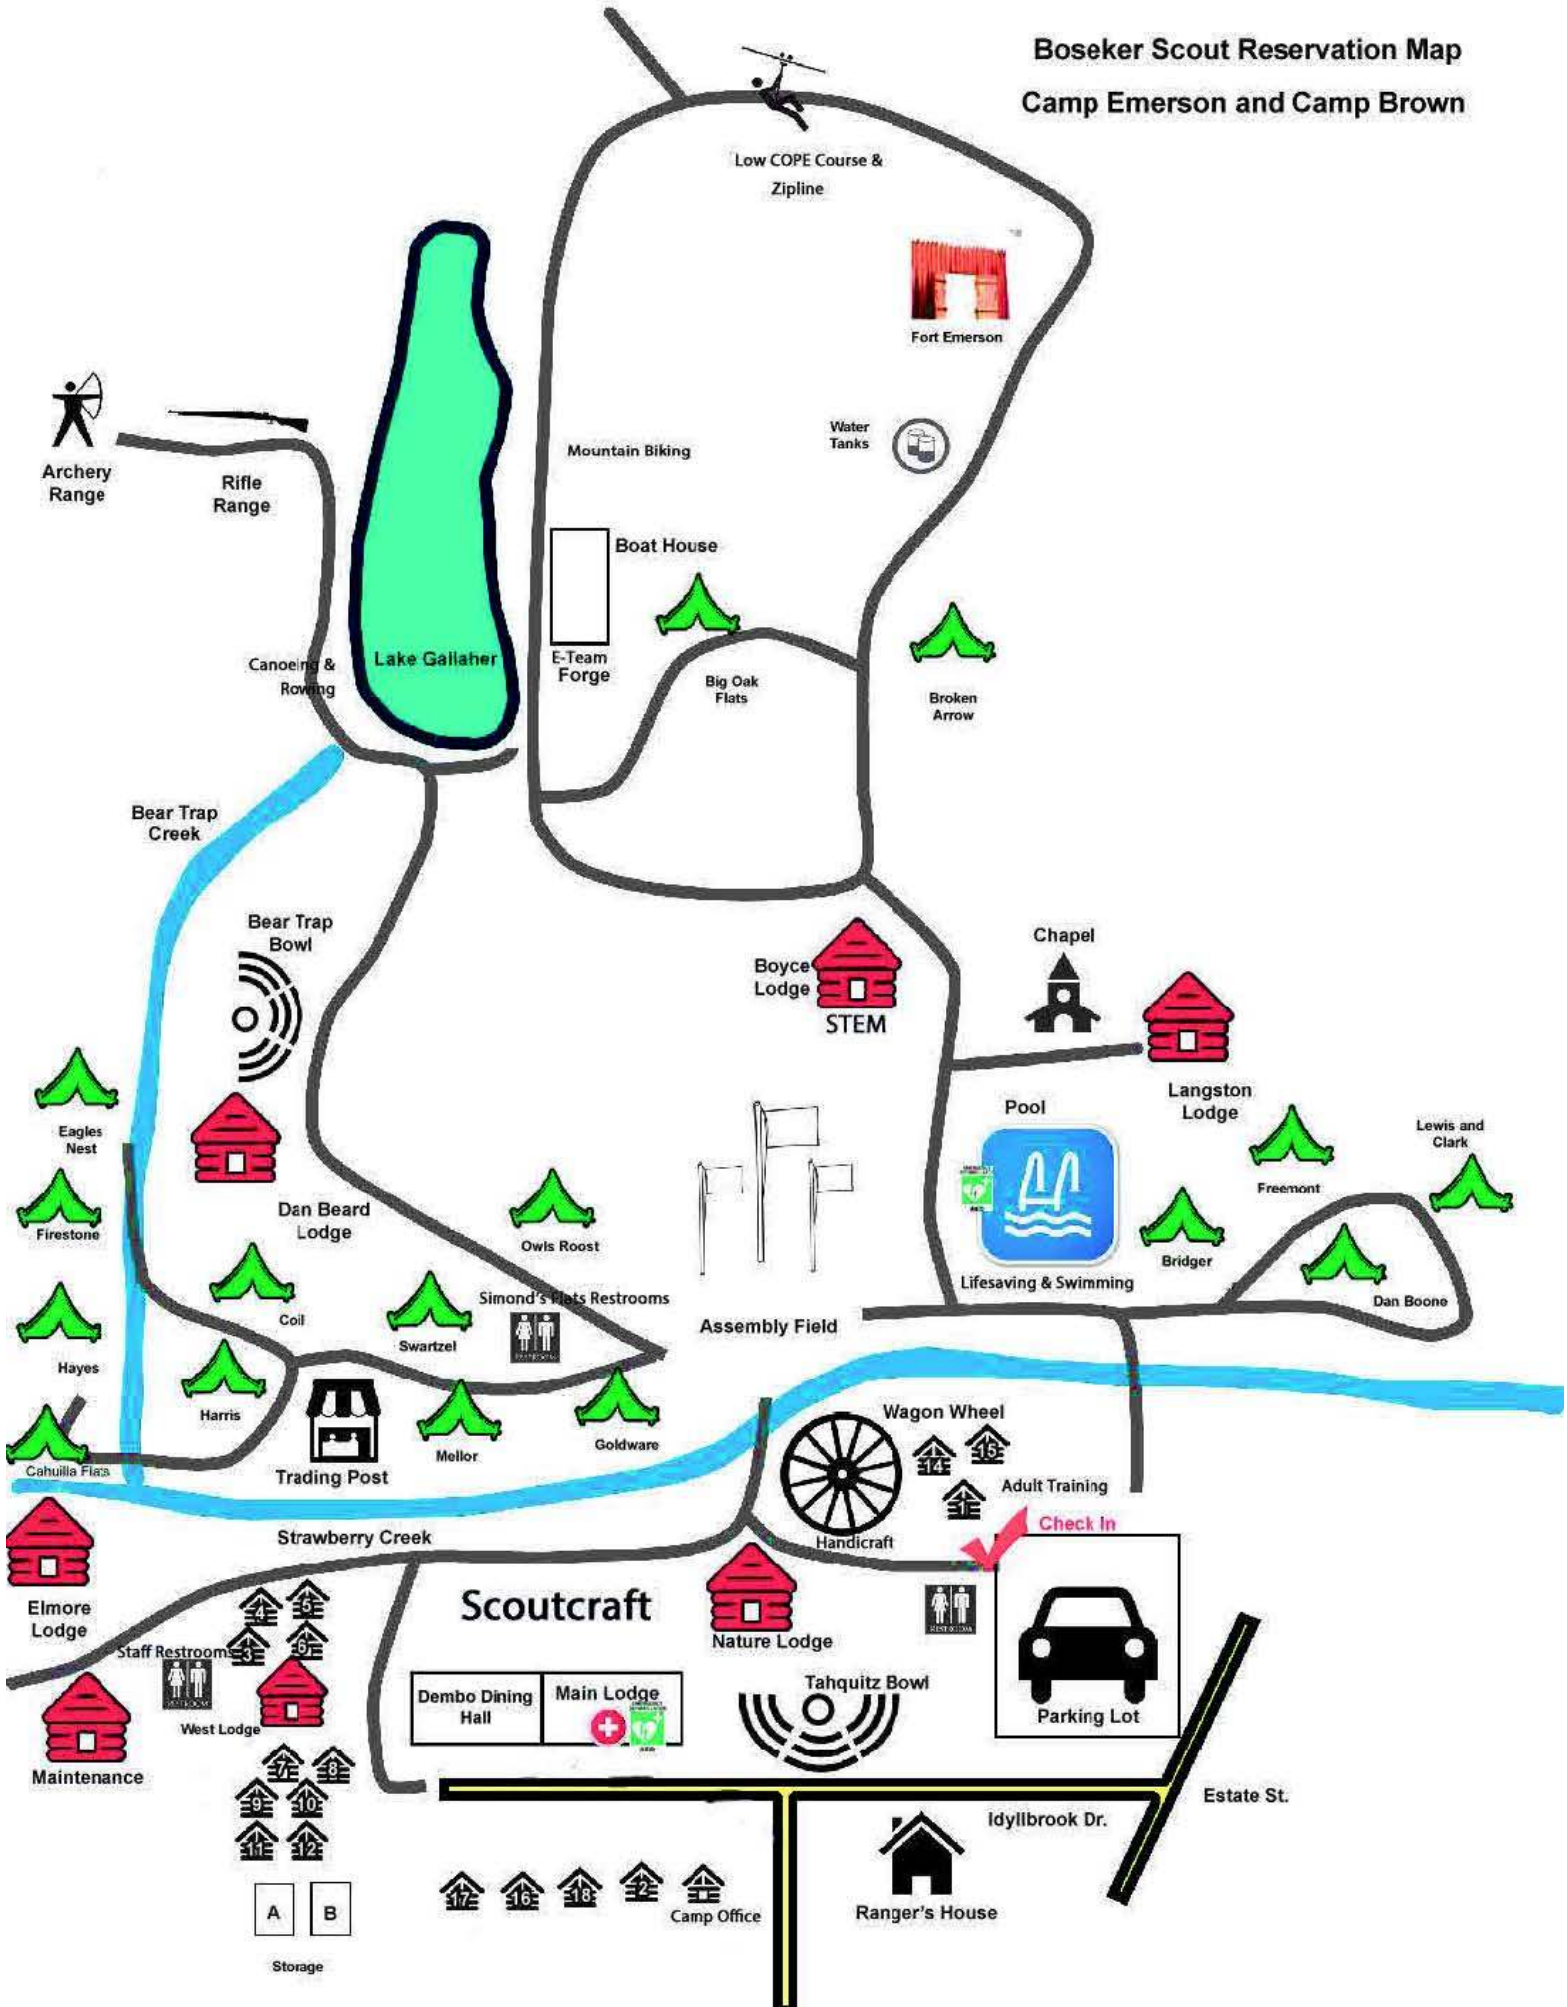 Boseker Scout Reservation Map
Camp Emerson and Camp Brown
Low COPE Course &
Zipline
Fort Emerson
Water
Tanks
Mountain Biking
Archery
Range
Rifle
Range
Boat House
E-Team
Forge
Canoeing &
Rowing
Lake Gallaher
Big Oak
Flats
Broken
Arrow
Bear Trap
Creek
Bear Trap
Bowl
Boyce
Lodge
STEM
Chapel
Langston
Lodge
Pool
Lifesaving & Swimming
Freemont
Lewis and
Clark
Bridger
Dan Boone
Eagles
Nest
Firestone
Dan Beard
Lodge
Owls Roost
Coil
Swartzel
Simond's Flats Restrooms
Assembly Field
Hayes
Harris
Cahuilla Flats
Trading Post
Mellor
Goldware
Wagon Wheel
14
15
1
Adult Training
Check In
Handicraft
Strawberry Creek
Elmore
Lodge
4
5
3
6
Scoutcraft
Nature Lodge
RESTROOM
Staff Restrooms
RESTROOM
West Lodge
Maintenance
Dembo Dining
Hall
Main Lodge
AED
Tahquitz Bowl
Parking Lot
7
8
9
10
11
12
Estate St.
Idyllbrook Dr.
A
B
Storage
17
16
18
2
Camp Office
Ranger's House